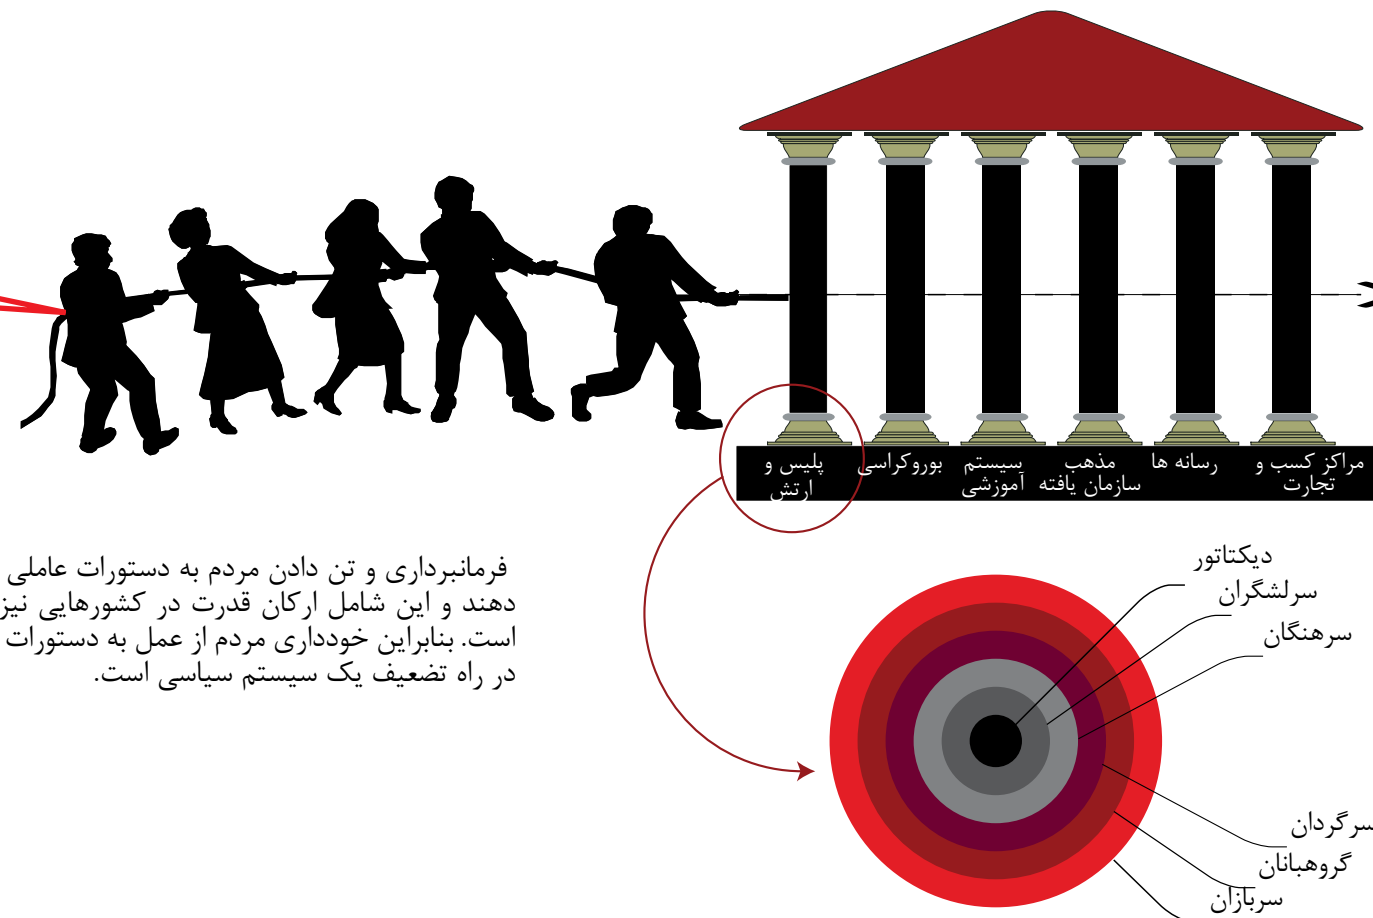 مراکز کسب و
تجارت
رسانه ها
مذهب
سازمان یافته
سیستم
آموزشی
بوروکراسی
پلیس و
ارتش
فرمانبرداری و تن دادن مردم به دستورات عاملی
دهند و این شامل ارکان قدرت در کشورهایی نیز
است. بنابراین خودداری مردم از عمل به دستورات
در راه تضعیف یک سیستم سیاسی است.
دیکتاتور
سرلشگران
سرهنگان
سرگردان
گروهبانان
سربازان